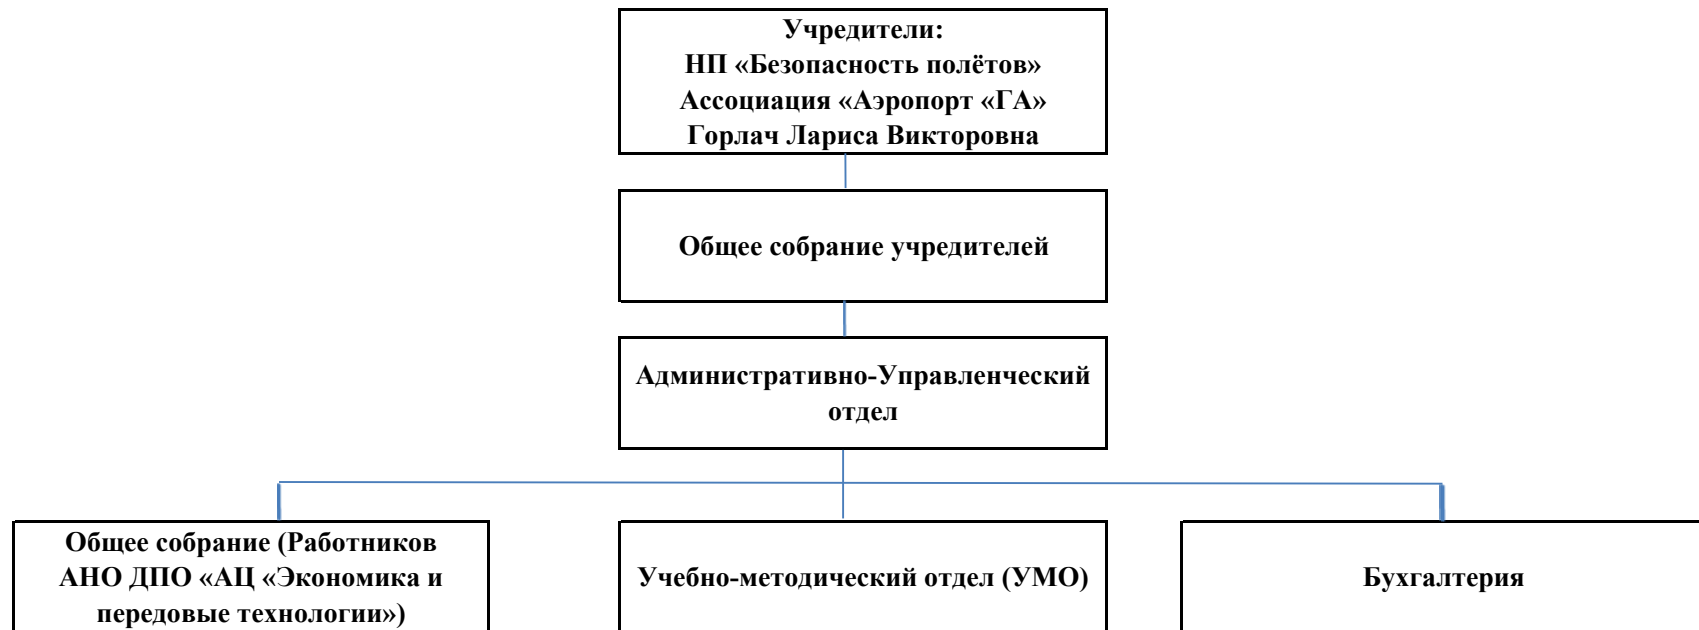 Учредители:
НП «Безопасность полётов»
Ассоциация «Аэропорт «ГА»
Горлач Лариса Викторовна
Общее собрание учредителей
Административно-Управленческий
отдел
Общее собрание (Работников
АНО ДПО «АЦ «Экономика и
передовые технологии»)
Учебно-методический отдел (УМО)
Бухгалтерия